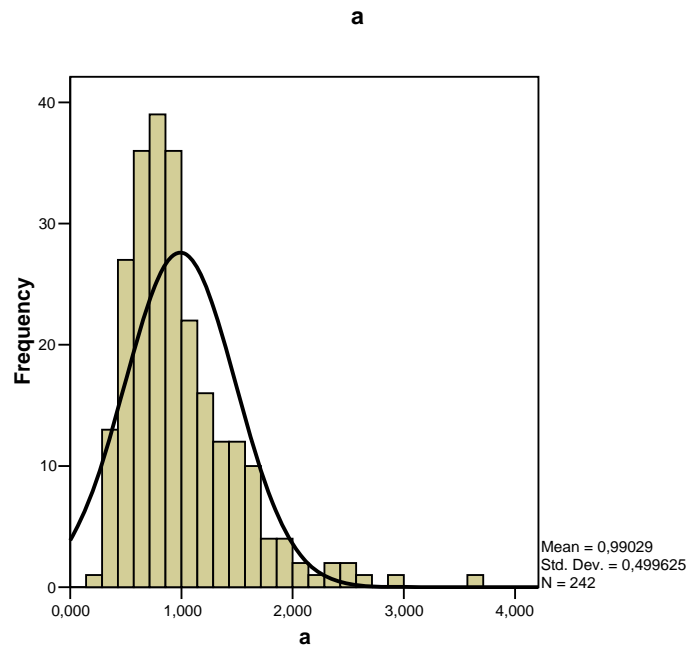 a
Frequency
40
30
20
10
0
0,000 1,000 2,000 3,000 4,000
a
Mean = 0,99029
Std. Dev. = 0,499625
N = 242